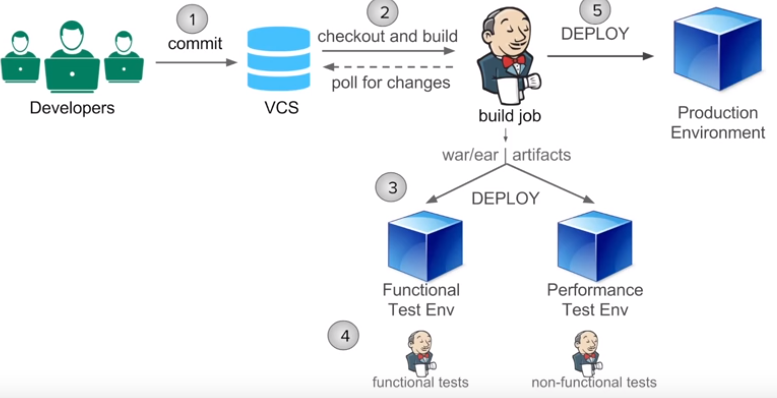 1
commit
Developers
VCS
2
checkout and build
poll for changes
build job
5
DEPLOY
Production
Environment
war/ear | artifacts
3
DEPLOY
Functional
Test Env
Performance
Test Env
4
functional tests
non-functional tests